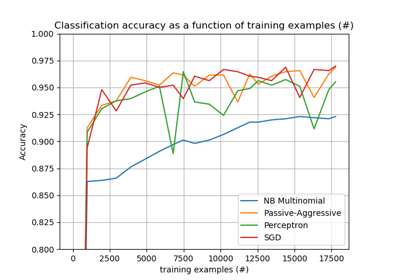 Classification accuracy as a function of training examples (#)
1.000
0.975
0.950
0.925
0.900
0.875
0.850
0.825
0.800
Accuracy
NB Multinomial
Passive-Aggressive
Perceptron
SGD
0 2500 5000 7500 10000 12500 15000 17500
training examples (#)